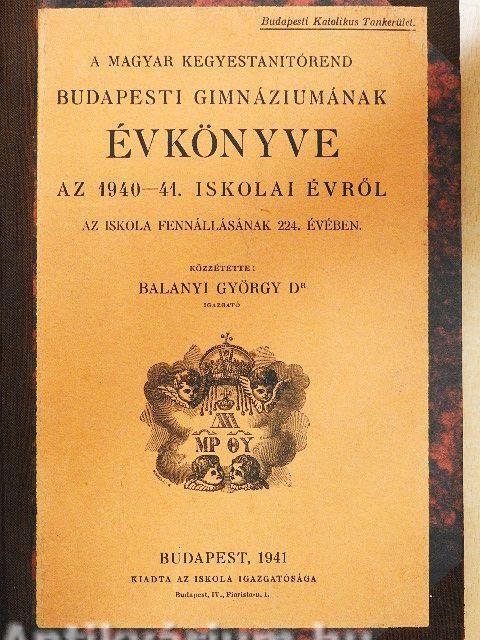 Budapesti Katolikus Tankerület.
A MAGYAR KEGYESTANITÓREND
BUDAPESTI GIMNÁZIUMÁNAK
ÉVKÖNYVE
AZ 1940—41. ISKOLAI ÉVRŐL
AZ ISKOLA FENNÁLLÁSÁNAK 224. ÉVÉBEN.
KÖZZÉTETTE:
BALANYI GYÖRGY Dᴿ
IGAZGATÓ
MP ΘY
BUDAPEST, 1941
KIADTA AZ ISKOLA IGAZGATÓSÁGA
Budapest, IV., Piarista-u. 1.